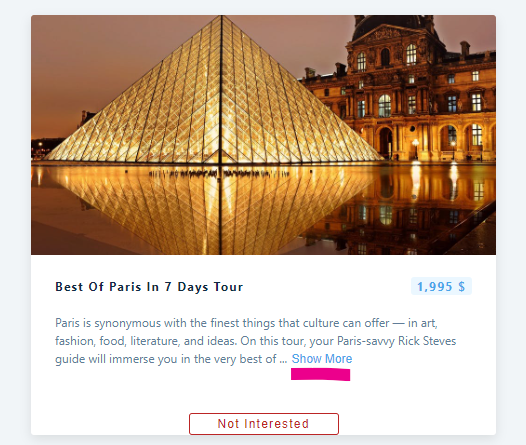 Best Of Paris In 7 Days Tour
1,995 $
Paris is synonymous with the finest things that culture can offer — in art,
fashion, food, literature, and ideas. On this tour, your Paris-savvy Rick Steves
guide will immerse you in the very best of ... Show More
Not Interested